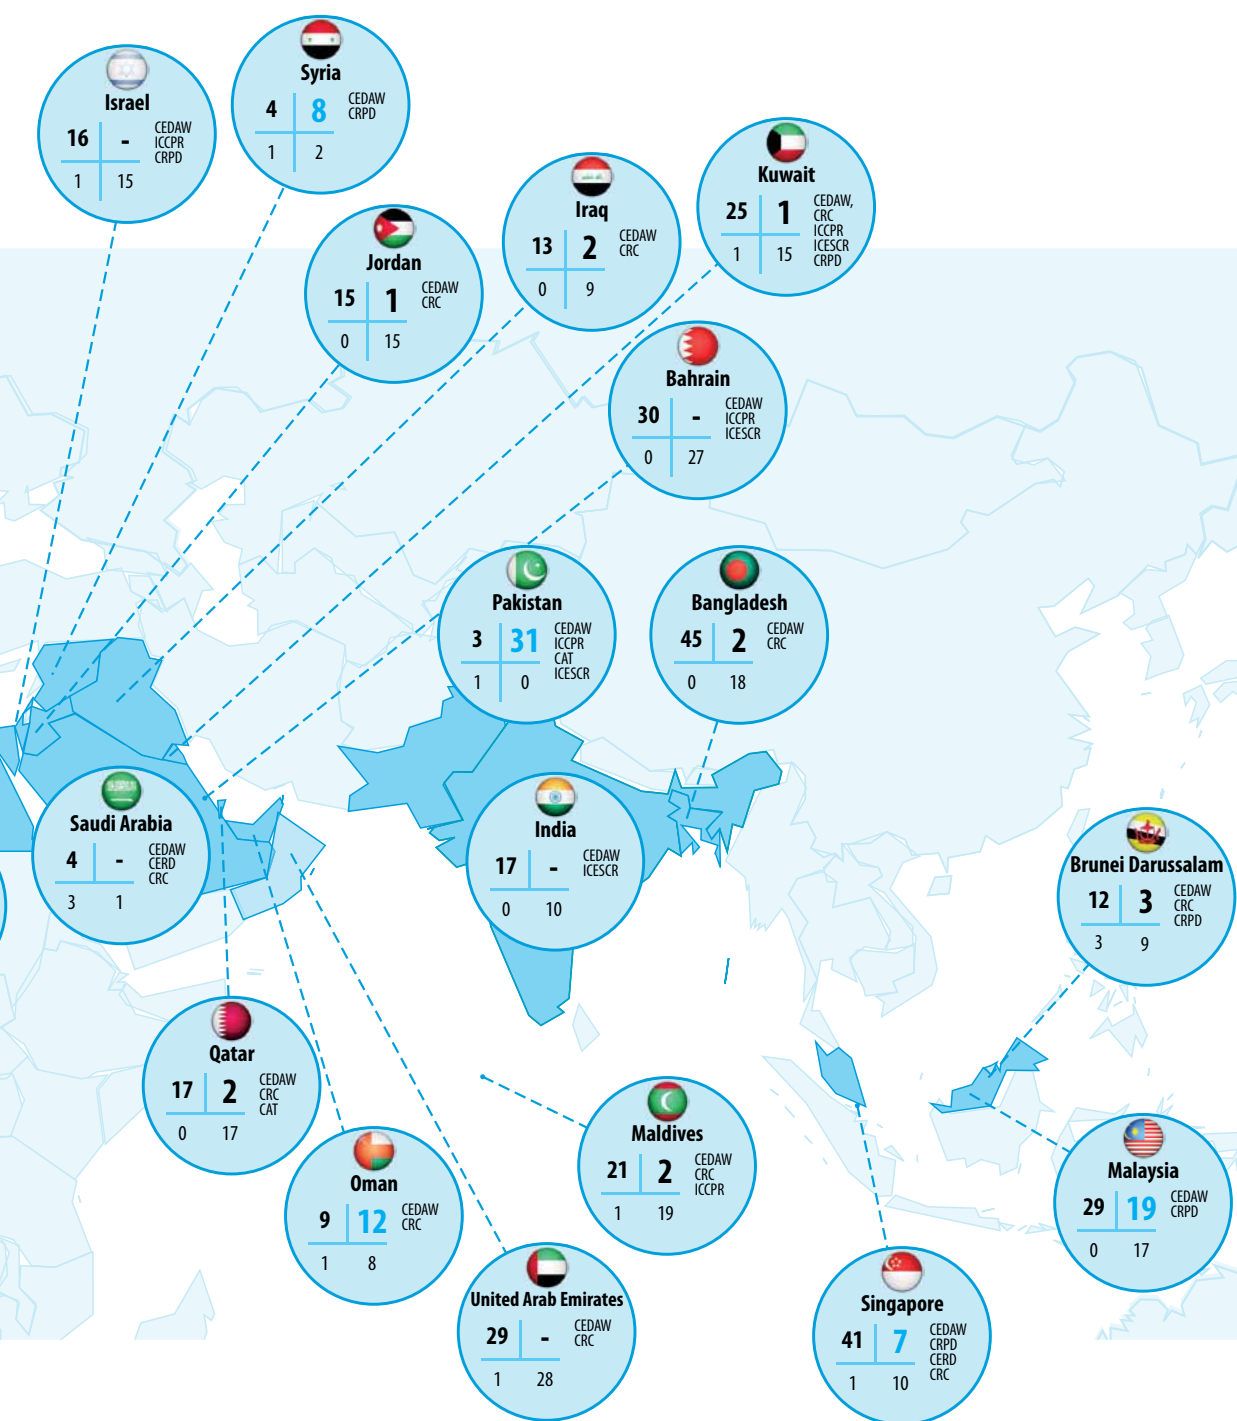 Israel
16 -
1 15
CEDAW
ICCPR
CRPD
Syria
4 8
1 2
CEDAW
CRPD
Jordan
15 1
0 15
CEDAW
CRC
Iraq
13 2
0 9
CEDAW
CRC
Kuwait
25 1
1 15
CEDAW,
CRC
ICCPR
ICESCR
CRPD
Bahrain
30 -
0 27
CEDAW
ICCPR
ICESCR
Pakistan
3 31
1 0
CEDAW
ICCPR
CAT
ICESCR
Bangladesh
45 2
0 18
CEDAW
CRC
Saudi Arabia
4 -
3 1
CEDAW
CERD
CRC
India
17 -
0 10
CEDAW
ICESCR
Brunei Darussalam
12 3
3 9
CEDAW
CRC
CRPD
Qatar
17 2
0 17
CEDAW
CRC
CAT
Maldives
21 2
1 19
CEDAW
CRC
ICCPR
Oman
9 12
1 8
CEDAW
CRC
Malaysia
29 19
0 17
CEDAW
CRPD
United Arab Emirates
29 -
1 28
CEDAW
CRC
Singapore
41 7
1 10
CEDAW
CRPD
CERD
CRC